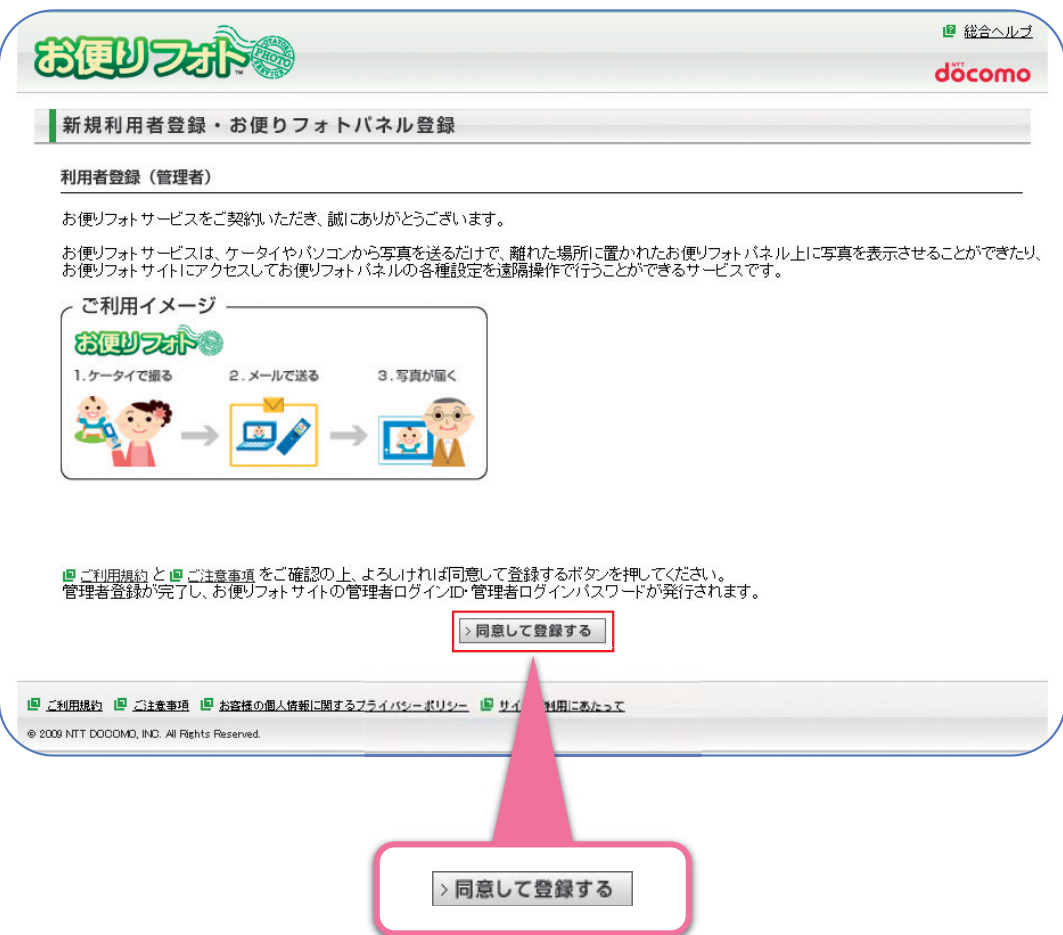 お便りフォト™ PHOTO
総合ヘルプ
NTT
döcomo
新規利用者登録・お便りフォトパネル登録
利用者登録（管理者）
お便りフォトサービスをご契約いただき、誠にありがとうございます。
お便りフォトサービスは、ケータイやパソコンから写真を送るだけで、離れた場所に置かれたお便りフォトパネル上に写真を表示させることができたり、
お便りフォトサイトにアクセスしてお便りフォトパネルの各種設定を遠隔操作で行うことができるサービスです。
ご利用イメージ
お便りフォト
1.ケータイで撮る 2.メールで送る 3.写真が届く
ご利用規約 と ご注意事項 をご確認の上、よろしければ同意して登録するボタンを押してください。
管理者登録が完了し、お便りフォトサイトの管理者ログインID・管理者ログインパスワードが発行されます。
> 同意して登録する
ご利用規約 ご注意事項 お客様の個人情報に関するプライバシーポリシー サイ 利用にあたって
© 2009 NTT DOCOMO, INC. All Rights Reserved.
> 同意して登録する